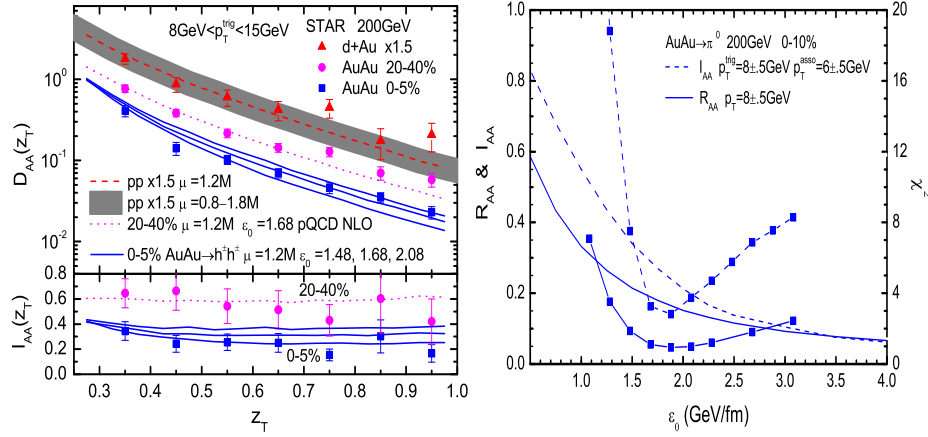 8GeV<p_T^trig<15GeV
STAR 200GeV
d+Au x1.5
AuAu 20-40%
AuAu 0-5%
10^0
10^-1
10^-2
D_AA(z_T)
pp x1.5 μ =1.2M
pp x1.5 μ =0.8–1.8M
20-40% μ =1.2M ε_0 =1.68 pQCD NLO
0-5% AuAu→h^± h^± μ =1.2M ε_0 =1.48, 1.68, 2.08
0.8
0.6
0.4
0.2
0.0
I_AA(z_T)
20-40%
0-5%
0.3 0.4 0.5 0.6 0.7 0.8 0.9 1.0
z_T
1.0
0.8
0.6
0.4
0.2
0.0
R_AA & I_AA
AuAu→π^0 200GeV 0-10%
I_AA p_T^trig=8±.5GeV p_T^asso=6±.5GeV
R_AA p_T=8±.5GeV
20
16
12
8
4
0
χ^2
1.0 1.5 2.0 2.5 3.0 3.5 4.0
ε_0 (GeV/fm)